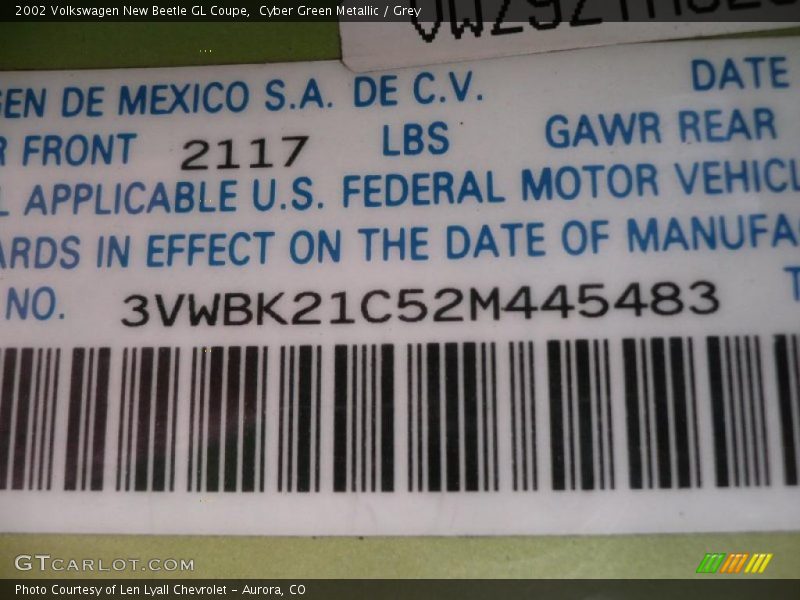 2002 Volkswagen New Beetle GL Coupe,  Cyber Green Metallic / Grey
GEN DE MEXICO S.A. DE C.V. DATE
R FRONT 2117 LBS GAWR REAR
L APPLICABLE U.S. FEDERAL MOTOR VEHICL
ARDS IN EFFECT ON THE DATE OF MANUFA
NO. 3VWBK21C52M445483 T
GTCARLOT.COM
Photo Courtesy of Len Lyall Chevrolet - Aurora, CO